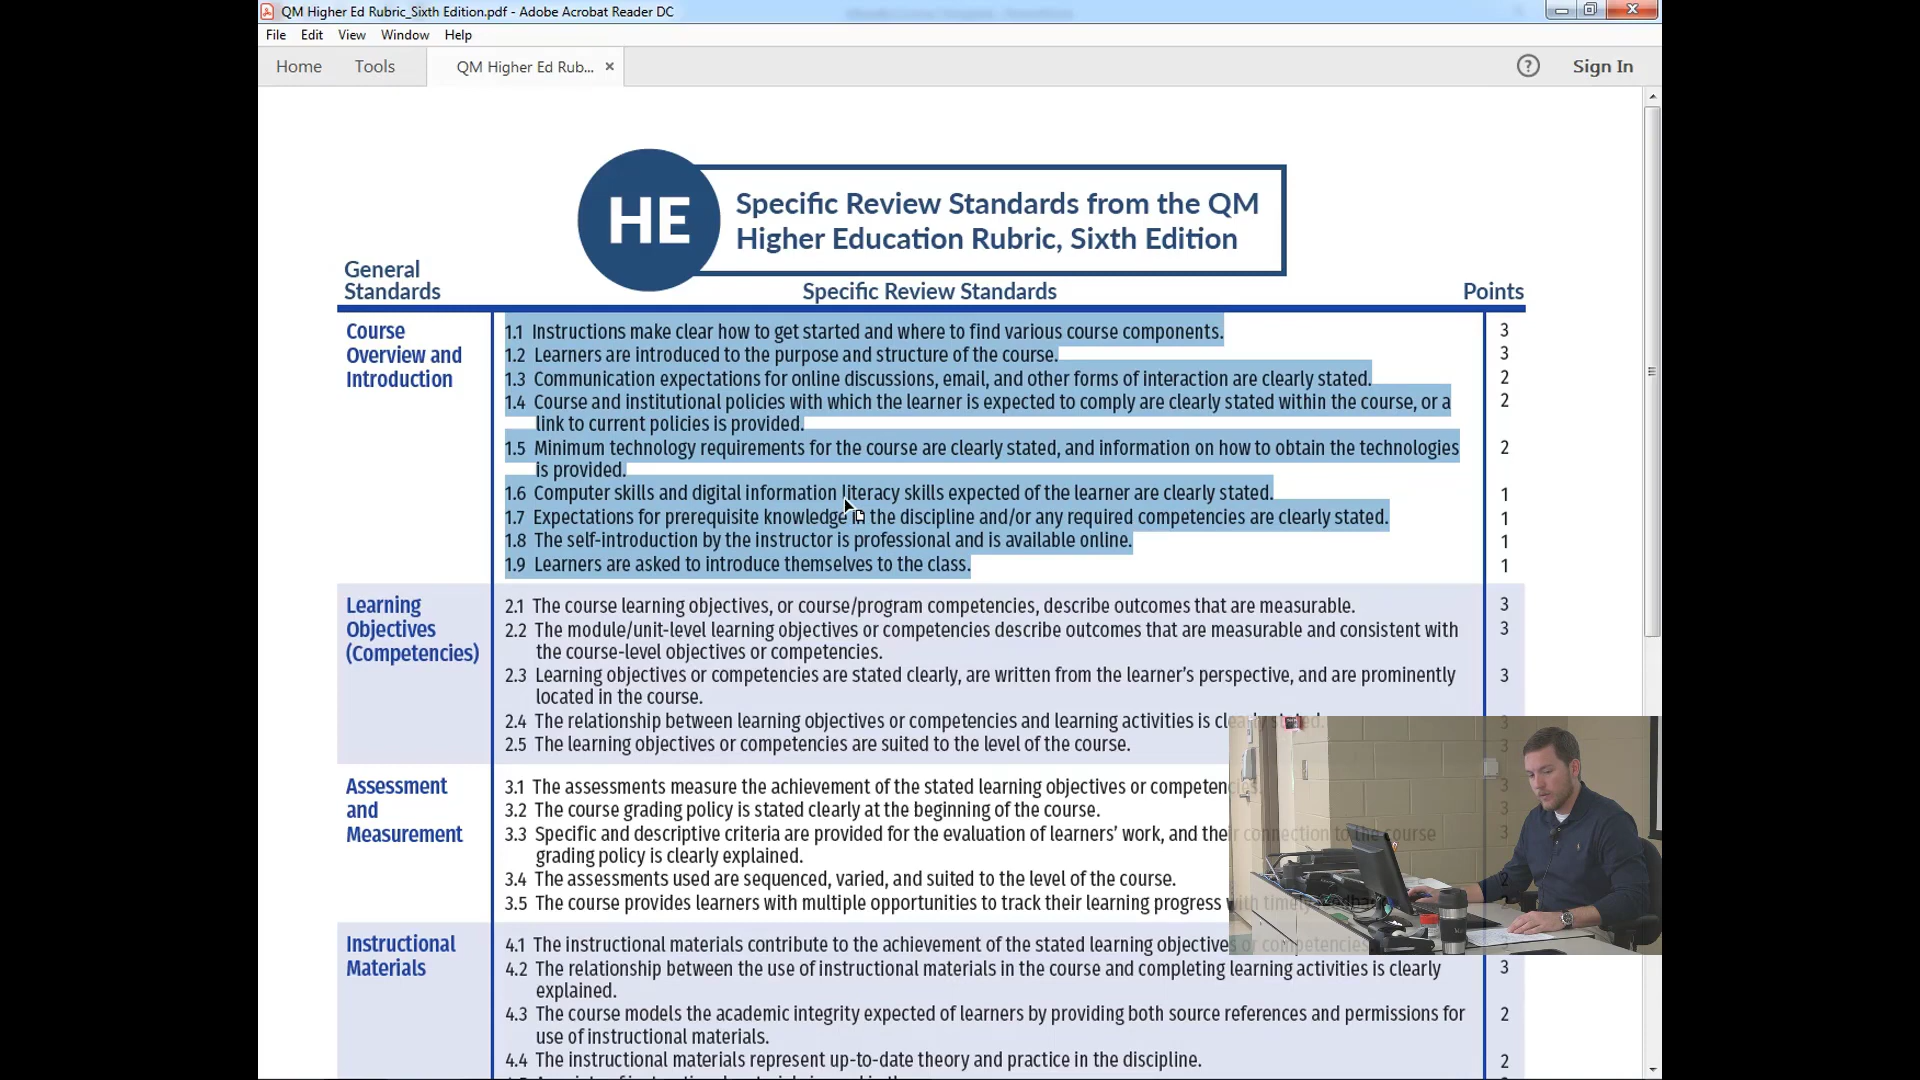 QM Higher Ed Rubric_Sixth Edition.pdf - Adobe Acrobat Reader DC
File Edit View Window Help
Home Tools QM Higher Ed Rub... × ? Sign In
HE
Specific Review Standards from the QM
Higher Education Rubric, Sixth Edition
General
Standards Specific Review Standards Points
Course
Overview and
Introduction
1.1 Instructions make clear how to get started and where to find various course components. 3
1.2 Learners are introduced to the purpose and structure of the course. 3
1.3 Communication expectations for online discussions, email, and other forms of interaction are clearly stated. 2
1.4 Course and institutional policies with which the learner is expected to comply are clearly stated within the course, or a 2
link to current policies is provided.
1.5 Minimum technology requirements for the course are clearly stated, and information on how to obtain the technologies 2
is provided.
1.6 Computer skills and digital information literacy skills expected of the learner are clearly stated. 1
1.7 Expectations for prerequisite knowledge in the discipline and/or any required competencies are clearly stated. 1
1.8 The self-introduction by the instructor is professional and is available online. 1
1.9 Learners are asked to introduce themselves to the class. 1
Learning
Objectives
(Competencies)
2.1 The course learning objectives, or course/program competencies, describe outcomes that are measurable. 3
2.2 The module/unit-level learning objectives or competencies describe outcomes that are measurable and consistent with 3
the course-level objectives or competencies.
2.3 Learning objectives or competencies are stated clearly, are written from the learner's perspective, and are prominently 3
located in the course.
2.4 The relationship between learning objectives or competencies and learning activities is clearly stated. 3
2.5 The learning objectives or competencies are suited to the level of the course. 3
Assessment
and
Measurement
3.1 The assessments measure the achievement of the stated learning objectives or competencies. 3
3.2 The course grading policy is stated clearly at the beginning of the course. 3
3.3 Specific and descriptive criteria are provided for the evaluation of learners' work, and their connection to the course 3
grading policy is clearly explained.
3.4 The assessments used are sequenced, varied, and suited to the level of the course. 2
3.5 The course provides learners with multiple opportunities to track their learning progress with timely feedback. 2
Instructional
Materials
4.1 The instructional materials contribute to the achievement of the stated learning objectives or competencies.
4.2 The relationship between the use of instructional materials in the course and completing learning activities is clearly 3
explained.
4.3 The course models the academic integrity expected of learners by providing both source references and permissions for 2
use of instructional materials.
4.4 The instructional materials represent up-to-date theory and practice in the discipline. 2